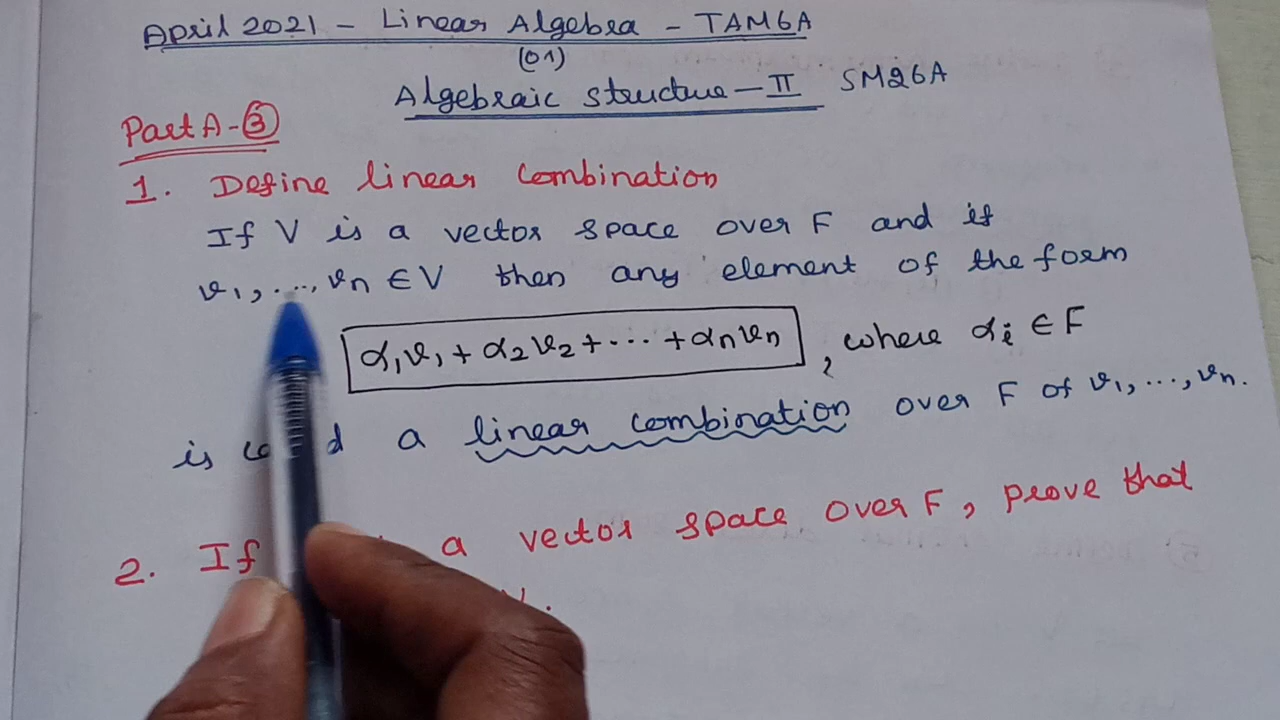 April 2021 - Linear Algebra - TAM6A
(or)
Algebraic structure - II SM26A
Part A - 3
1. Define linear combination
If V is a vector space over F and if
v1, ..., vn ∈ V then any element of the form
α1v1 + α2v2 + ... + αnvn, where αi ∈ F
is a linear combination over F of v1, ..., vn.
2. If a vector space over F, prove that